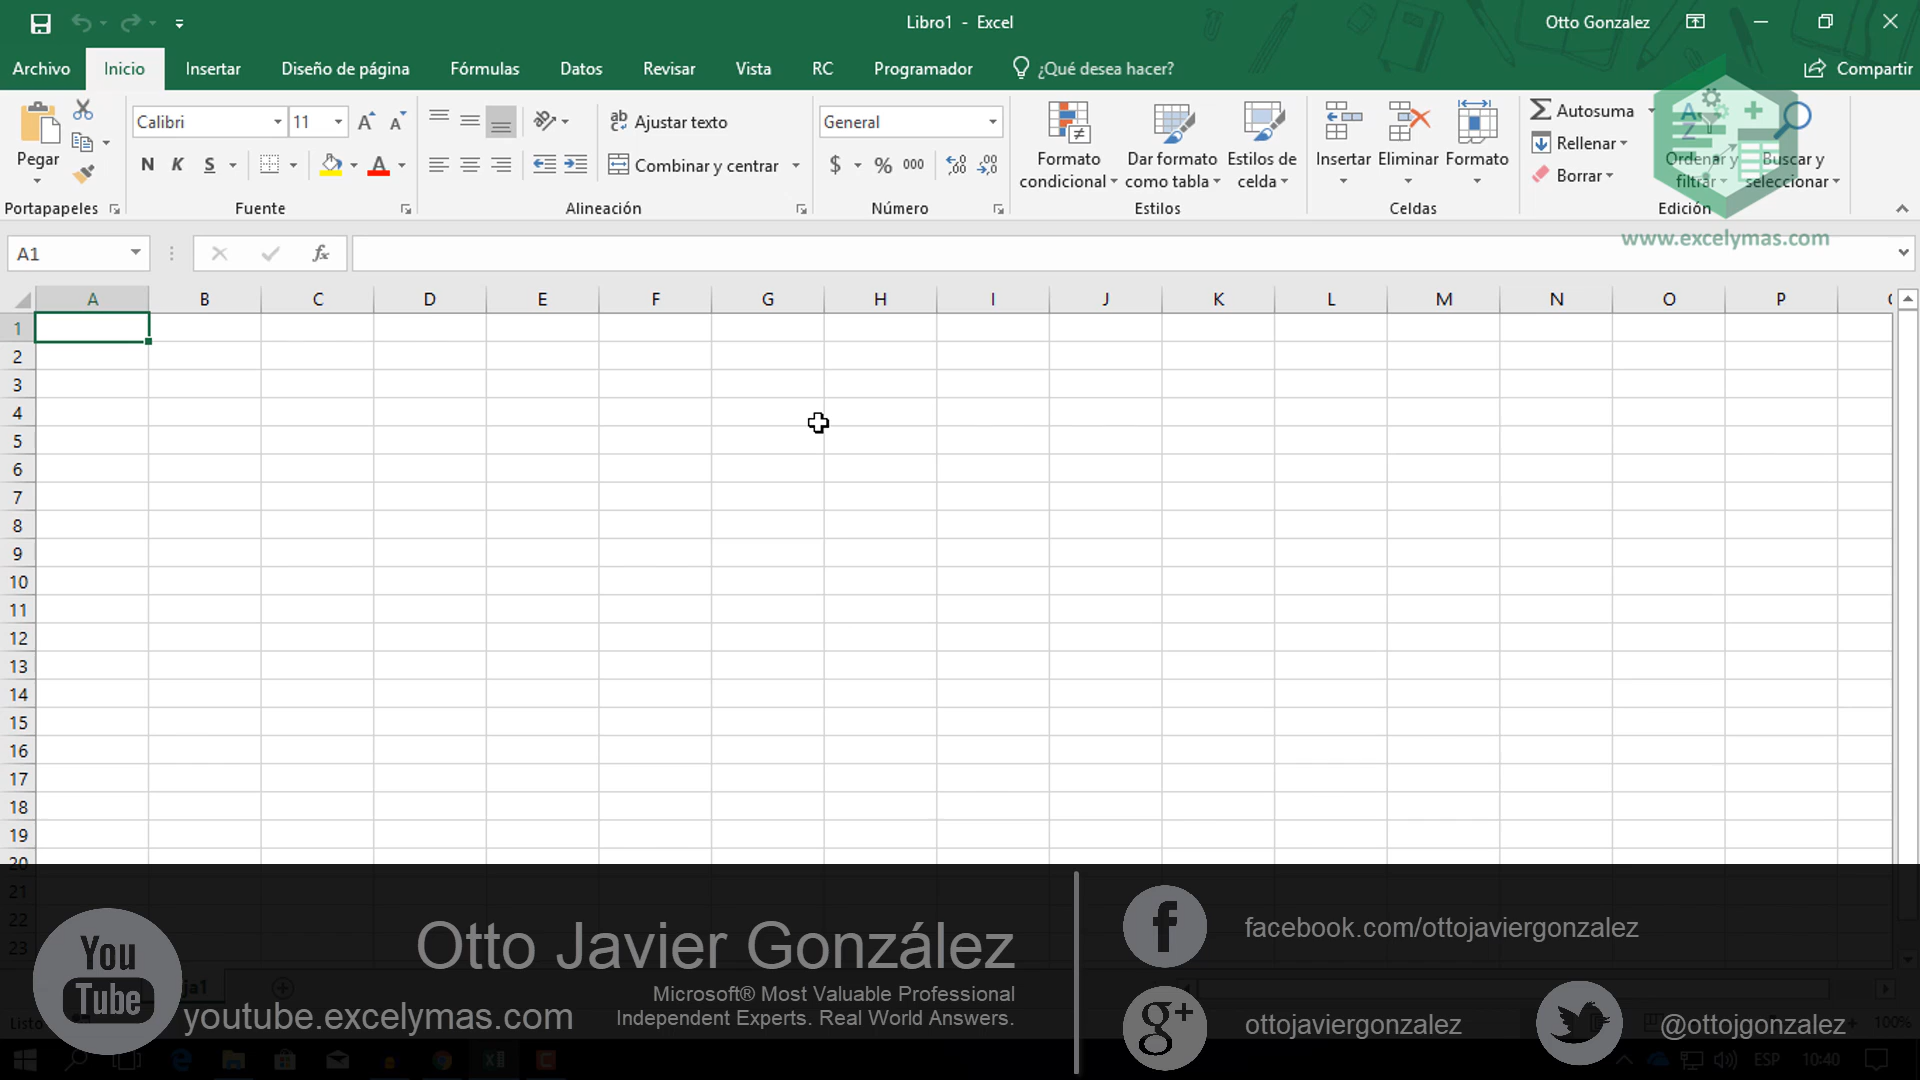 Libro1 - Excel
Otto Gonzalez
Archivo Inicio Insertar Diseño de página Fórmulas Datos Revisar Vista RC Programador ¿Qué desea hacer? Compartir
Pegar
Portapapeles
Calibri 11
N K S
Fuente
Ajustar texto
Combinar y centrar
Alineación
General
$ % 000
Número
Formato condicional
Dar formato como tabla
Estilos de celda
Estilos
Insertar Eliminar Formato
Celdas
Autosuma
Rellenar
Borrar
Ordenar y filtrar
Buscar y seleccionar
Edición
www.excelymas.com
A1
fx
A B C D E F G H I J K L M N O P
1
2
3
4
5
6
7
8
9
10
11
12
13
14
15
16
17
18
19
20
21
22
23
You Tube
youtube.excelymas.com
Otto Javier González
Microsoft® Most Valuable Professional
Independent Experts. Real World Answers.
facebook.com/ottojaviergonzalez
g+ ottojaviergonzalez
@ottojgonzalez
Listo
100%
ESP
10:40